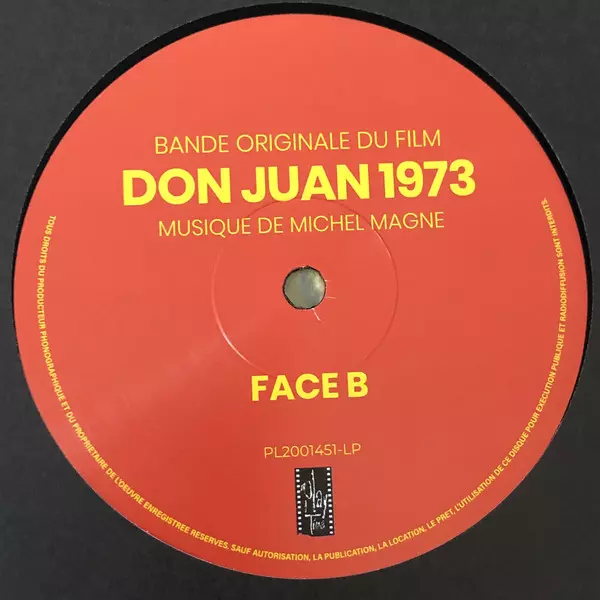 BANDE ORIGINALE DU FILM
DON JUAN 1973
MUSIQUE DE MICHEL MAGNE
FACE B
PL2001451-LP
Play
Time
TOUS DROITS DU PRODUCTEUR PHONOGRAPHIQUE ET DU PROPRIETAIRE DE L'OEUVRE ENREGISTREE RESERVES, SAUF AUTORISATION, LA PUBLICATION, LA LOCATION, LE PRET, L'UTILISATION DE CE DISQUE POUR EXECUTION PUBLIQUE ET RADIODIFFUSION SONT INTERDITS.